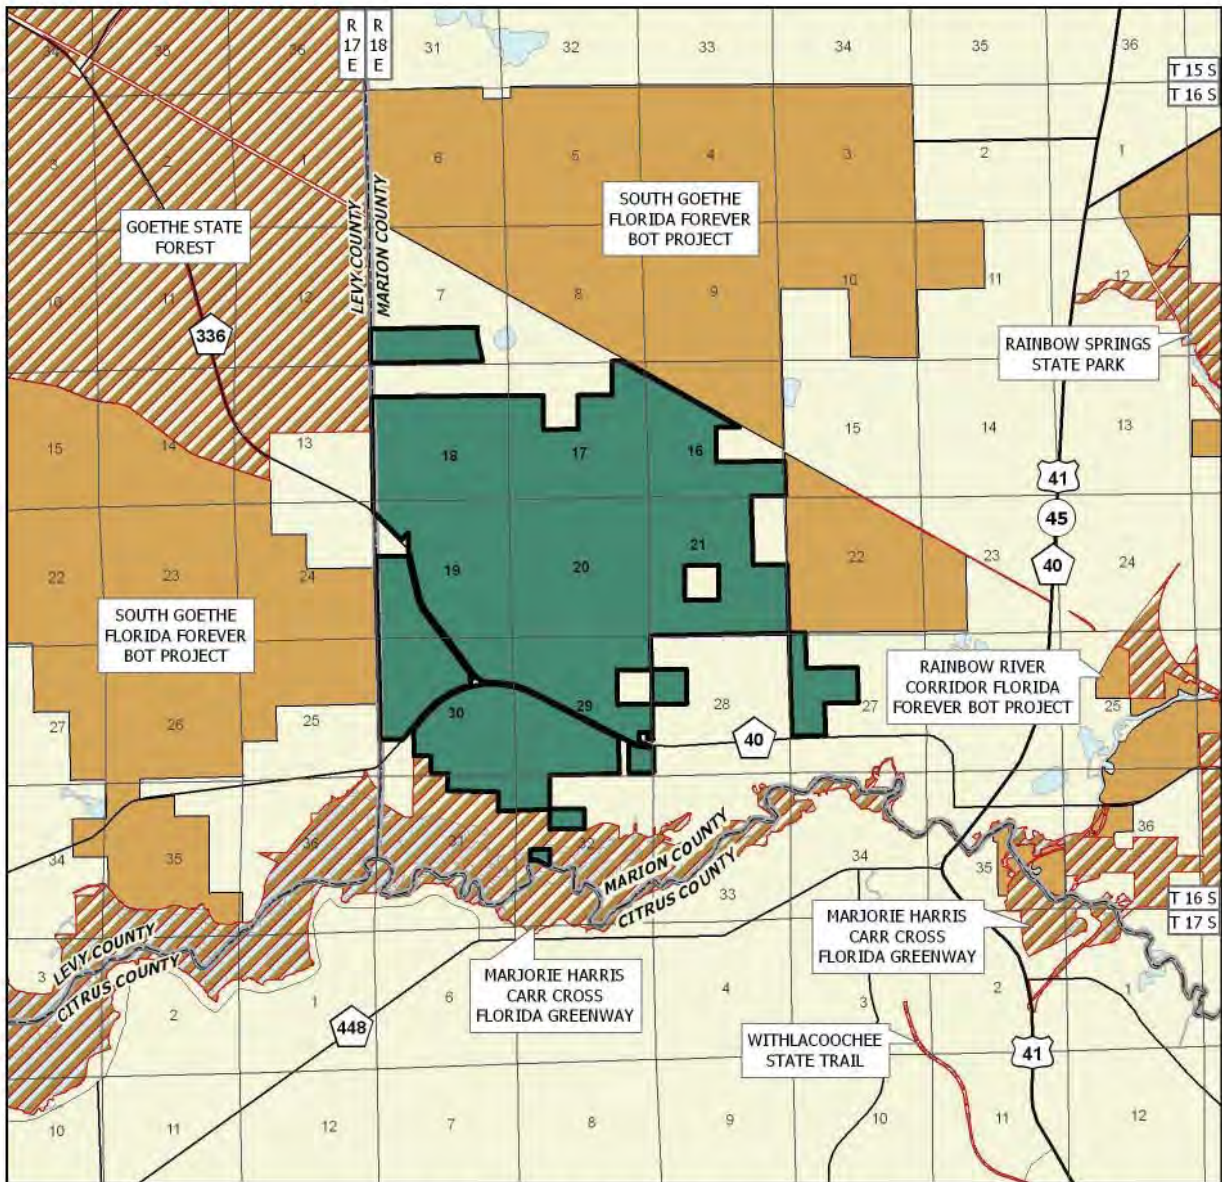 R
17
E
R
18
E
34
35
36
31
32
33
34
35
36
T 15 S
T 16 S
3
2
1
6
5
4
3
2
1
GOETHE STATE
FOREST
SOUTH GOETHE
FLORIDA FOREVER
BOT PROJECT
LEVY COUNTY
MARION COUNTY
10
11
12
7
8
9
10
11
12
336
RAINBOW SPRINGS
STATE PARK
15
14
13
18
17
16
15
14
13
41
45
40
22
23
24
19
20
21
22
23
24
SOUTH GOETHE
FLORIDA FOREVER
BOT PROJECT
RAINBOW RIVER
CORRIDOR FLORIDA
FOREVER BOT PROJECT
27
26
25
30
29
28
27
25
40
34
35
36
31
32
33
34
35
36
MARION COUNTY
CITRUS COUNTY
T 16 S
T 17 S
MARJORIE HARRIS
CARR CROSS
FLORIDA GREENWAY
LEVY COUNTY
CITRUS COUNTY
MARJORIE HARRIS
CARR CROSS
FLORIDA GREENWAY
3
2
1
6
4
3
2
1
448
WITHLACOOCHEE
STATE TRAIL
41
10
11
12
7
8
9
10
11
12